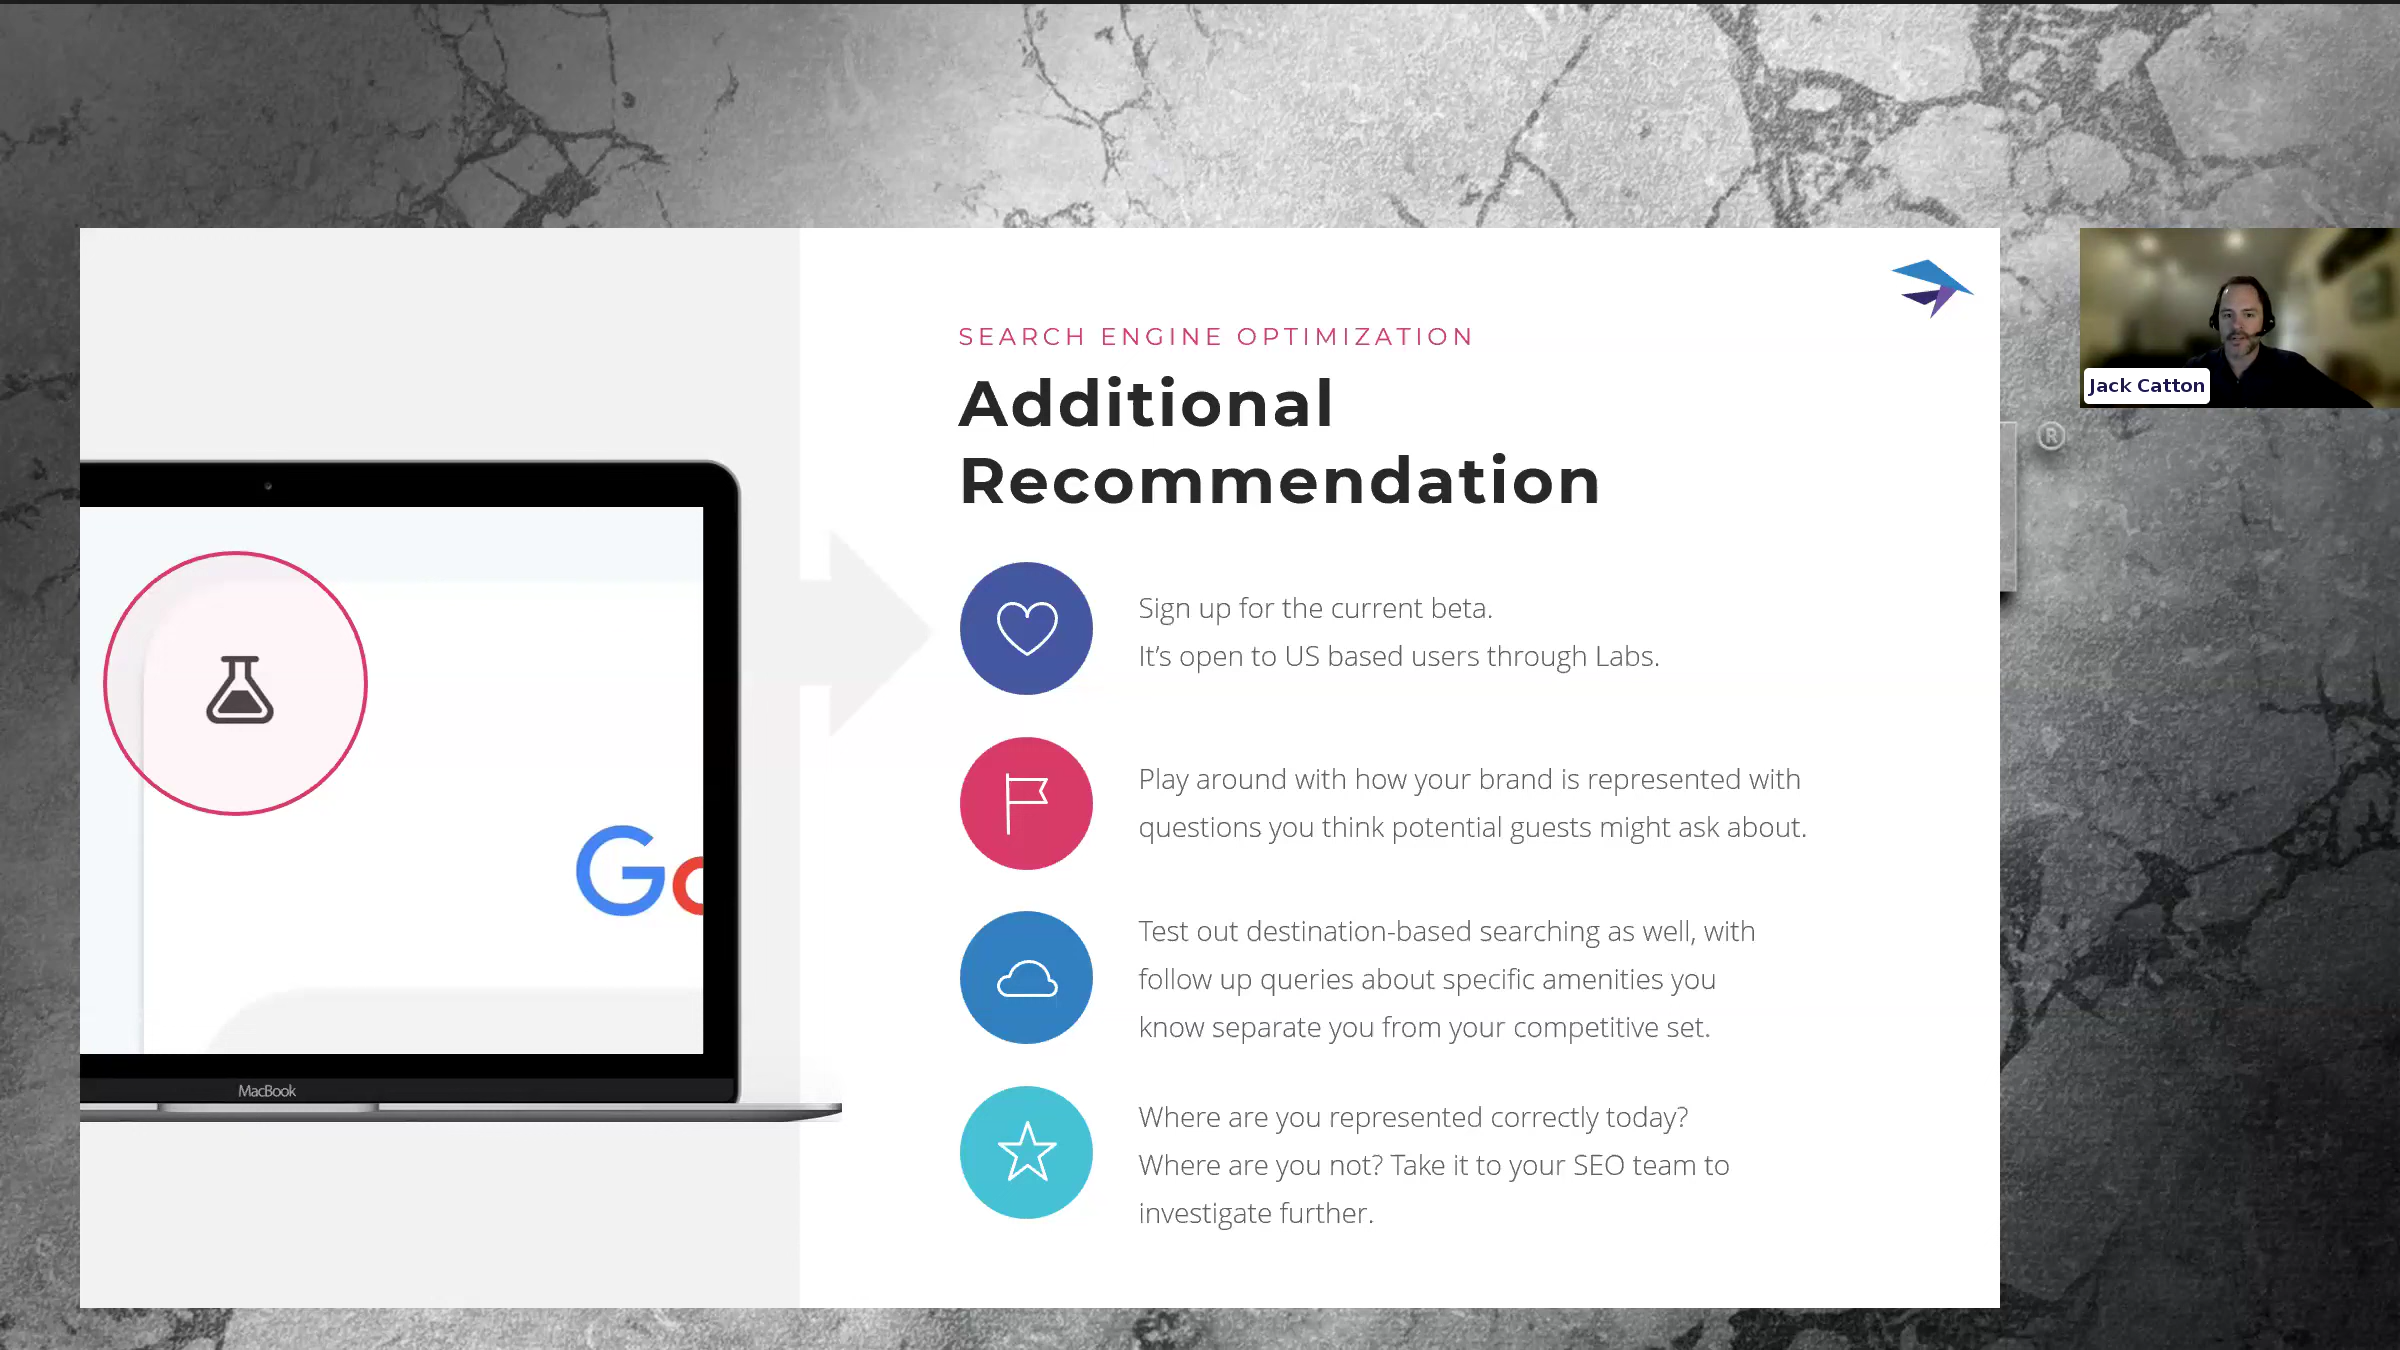 SEARCH ENGINE OPTIMIZATION
Additional
Recommendation
Sign up for the current beta.
It’s open to US based users through Labs.
Play around with how your brand is represented with
questions you think potential guests might ask about.
Test out destination-based searching as well, with
follow up queries about specific amenities you
know separate you from your competitive set.
Where are you represented correctly today?
Where are you not? Take it to your SEO team to
investigate further.
Go
MacBook
Jack Catton
®